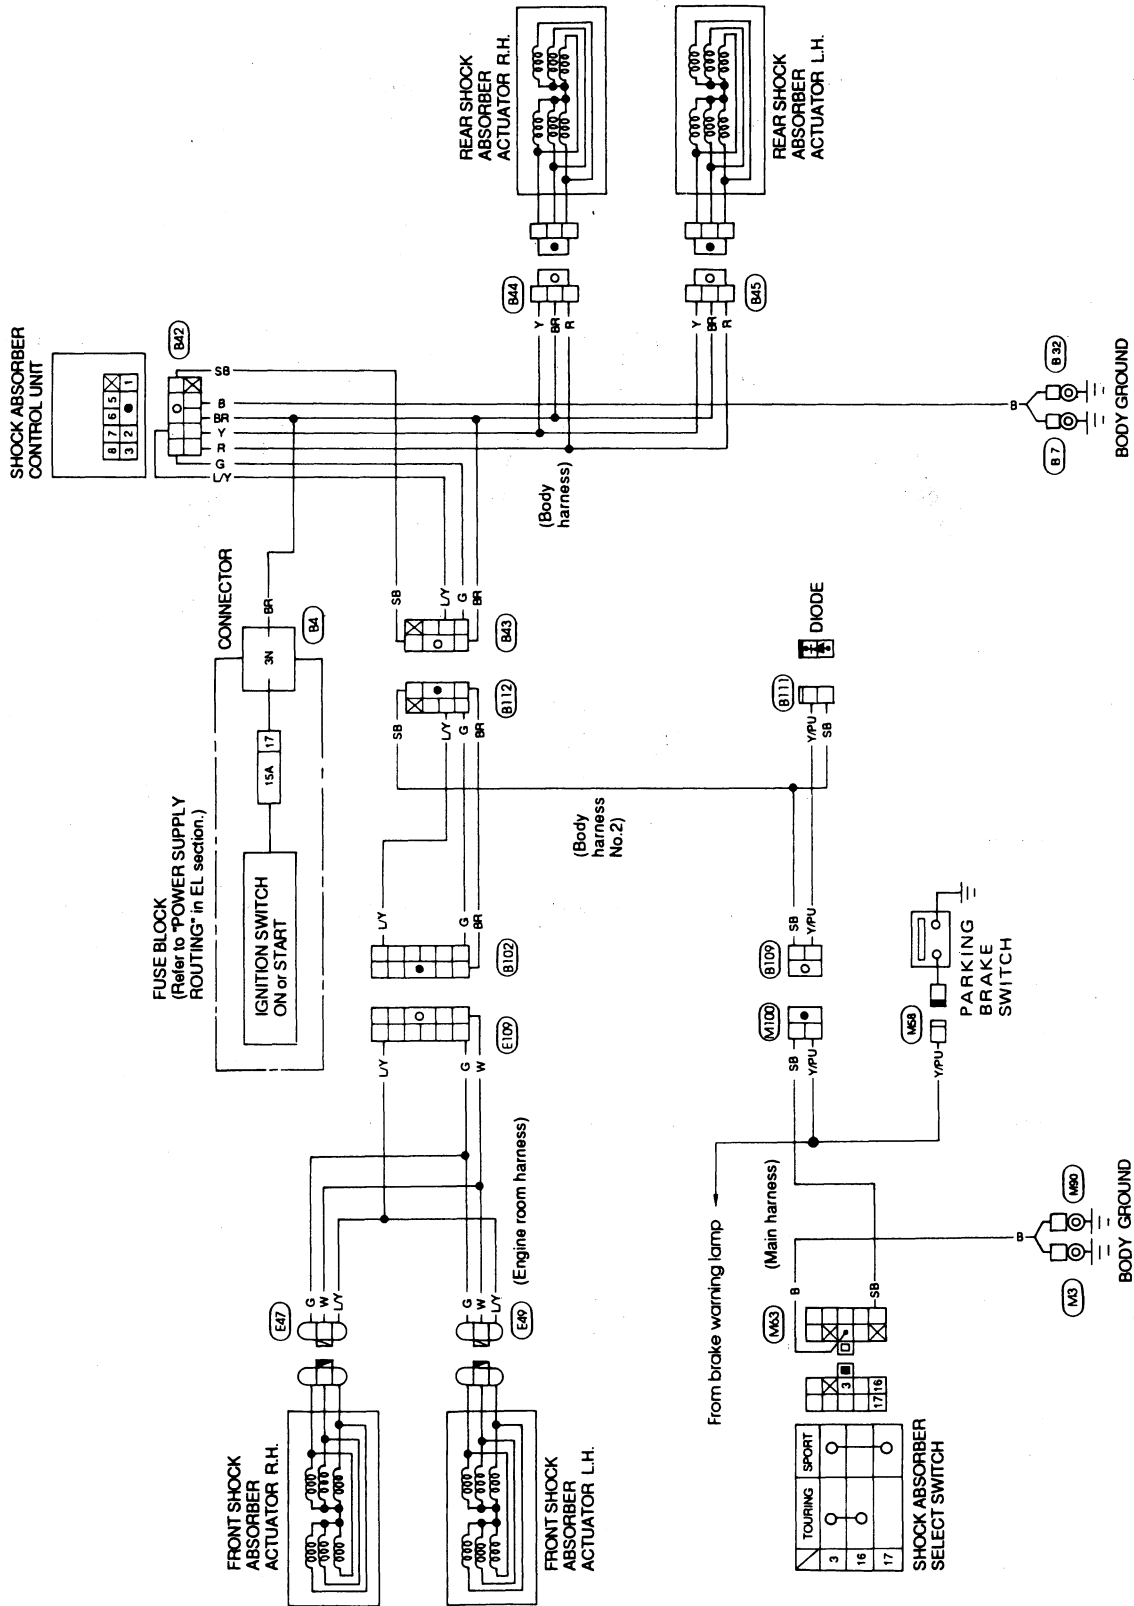 SHOCK ABSORBER
CONTROL UNIT
8 7 6 5
3 2 1
B42
SB
B
BR
Y
R
G
L/Y
REAR SHOCK
ABSORBER
ACTUATOR R.H.
REAR SHOCK
ABSORBER
ACTUATOR L.H.
B44
Y
BR
R
B45
Y
BR
R
(Body
harness)
B
B 32
B 7
BODY GROUND
FUSE BLOCK
(Refer to "POWER SUPPLY
ROUTING" in EL section.)
IGNITION SWITCH
ON or START
15A
17
3N
CONNECTOR
B4
BR
SB
L/Y
G
BR
B43
B112
SB
L/Y
G
BR
(Body
harness
No.2)
DIODE
B111
Y/PU
SB
L/Y
G
BR
B102
E109
L/Y
G
W
SB
Y/PU
B109
M100
SB
Y/PU
PARKING
BRAKE
SWITCH
M58
Y/PU
(Engine room harness)
(Main harness)
From brake warning lamp
E47
G
W
L/Y
E49
G
W
L/Y
FRONT SHOCK
ABSORBER
ACTUATOR R.H.
FRONT SHOCK
ABSORBER
ACTUATOR L.H.
M63
B
SB
B
M90
M3
BODY GROUND
3
17 16
TOURING SPORT
3
16
17
SHOCK ABSORBER
SELECT SWITCH